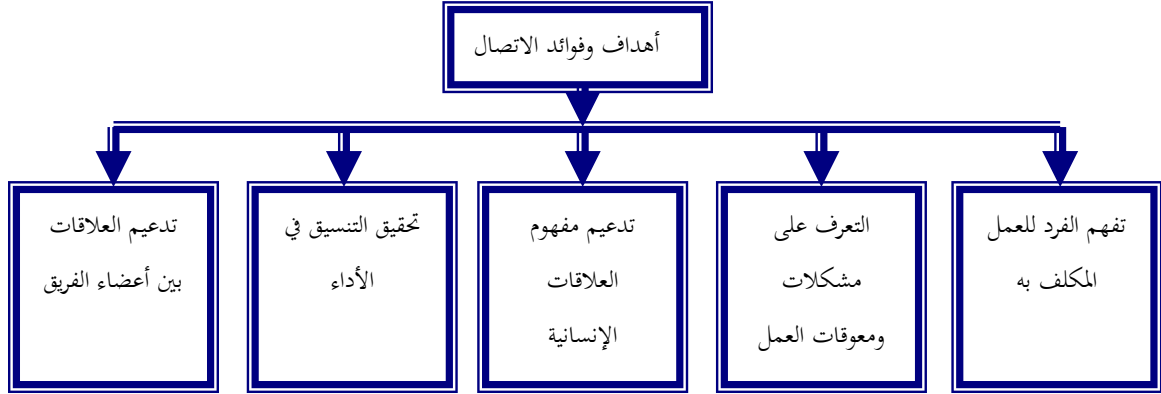 أهداف وفوائد الاتصال
تفهم الفرد للعمل
المكلف به
التعرف على
مشكلات
ومعوقات العمل
تدعيم مفهوم
العلاقات
الإنسانية
تحقيق التنسيق في
الأداء
تدعيم العلاقات
بين أعضاء الفريق